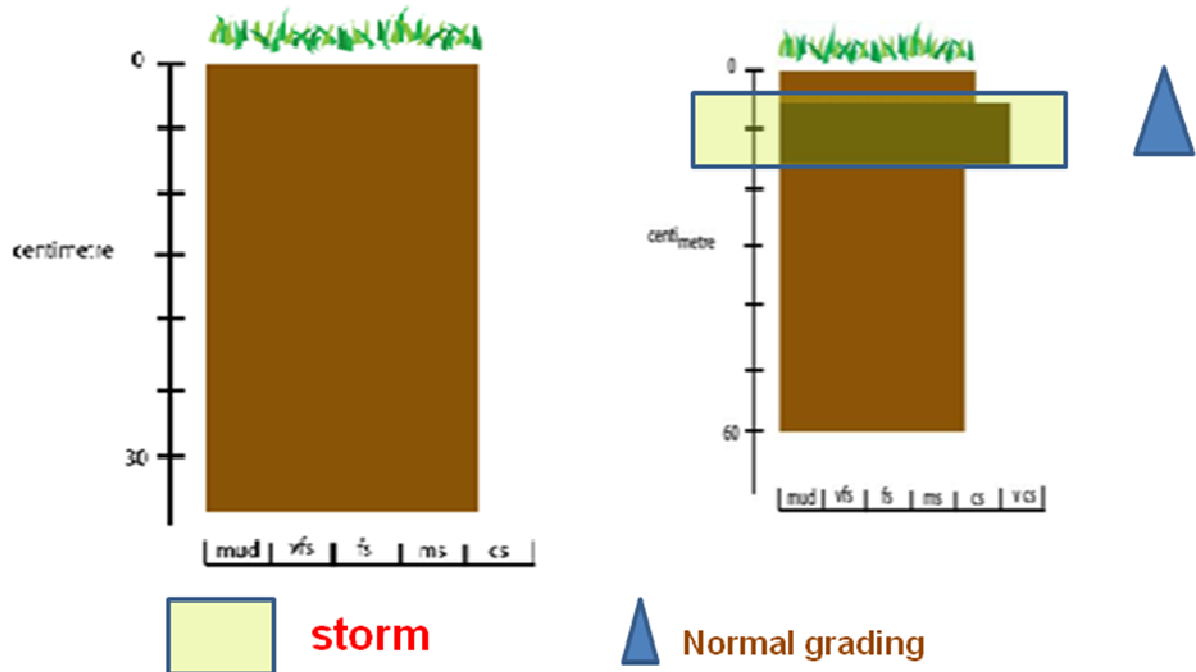 0
centimetre
30
mud vfs fs ms cs
0
centimetre
60
mud vfs fs ms cs vcs
storm
Normal grading